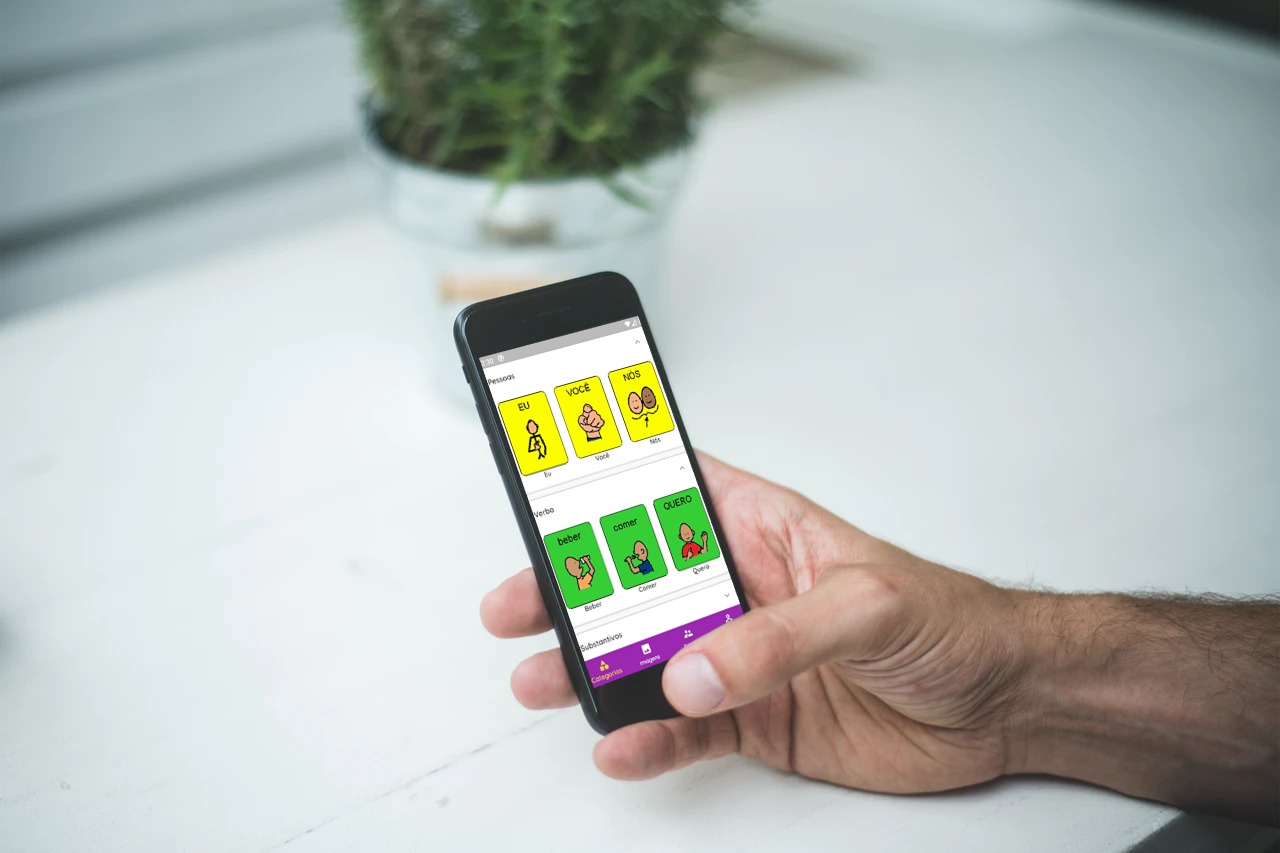 Pessoas
EU
VOCÊ
NÓS
Eu
Você
Nós
Verbo
beber
comer
QUERO
Beber
Comer
Quero
Substantivos
Categorias
Imagens